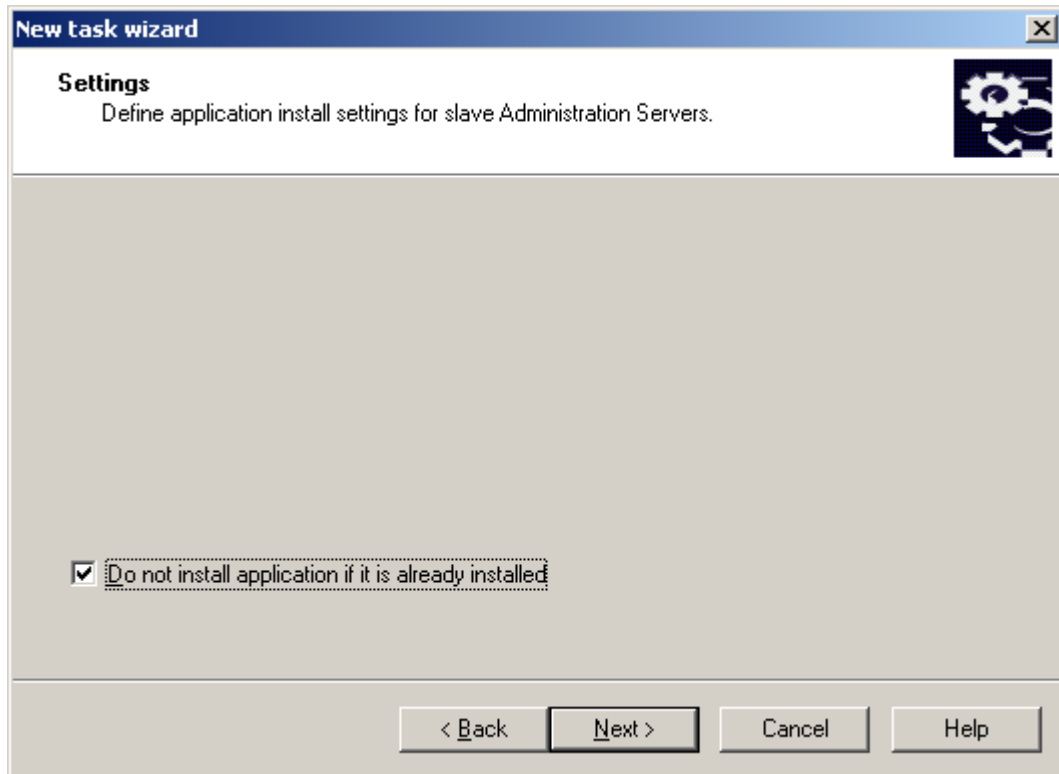 New task wizard
Settings
Define application install settings for slave Administration Servers.
Do not install application if it is already installed
< Back
Next >
Cancel
Help